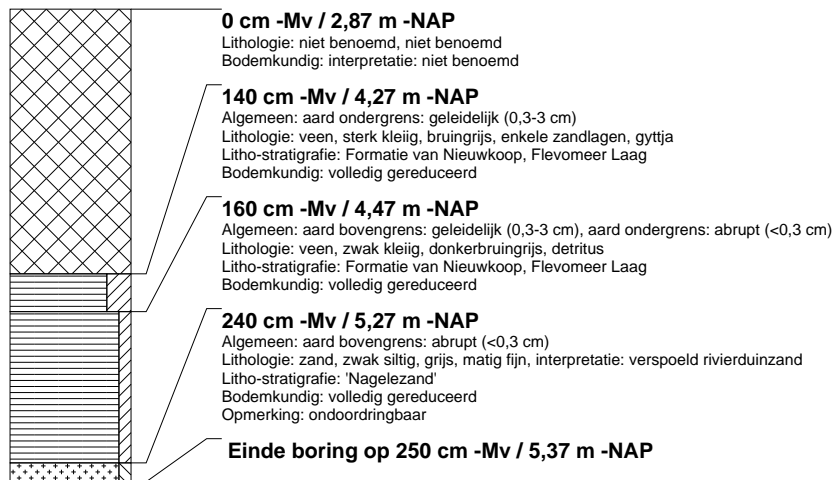 0 cm -Mv / 2,87 m -NAP
Lithologie: niet benoemd, niet benoemd
Bodemkundig: interpretatie: niet benoemd
140 cm -Mv / 4,27 m -NAP
Algemeen: aard ondergrens: geleidelijk (0,3-3 cm)
Lithologie: veen, sterk kleiig, bruingrijs, enkele zandlagen, gyttja
Litho-stratigrafie: Formatie van Nieuwkoop, Flevomeer Laag
Bodemkundig: volledig gereduceerd
160 cm -Mv / 4,47 m -NAP
Algemeen: aard bovengrens: geleidelijk (0,3-3 cm), aard ondergrens: abrupt (<0,3 cm)
Lithologie: veen, zwak kleiig, donkerbruingrijs, detritus
Litho-stratigrafie: Formatie van Nieuwkoop, Flevomeer Laag
Bodemkundig: volledig gereduceerd
240 cm -Mv / 5,27 m -NAP
Algemeen: aard bovengrens: abrupt (<0,3 cm)
Lithologie: zand, zwak siltig, grijs, matig fijn, interpretatie: verspoeld rivierduinzand
Litho-stratigrafie: 'Nagelezand'
Bodemkundig: volledig gereduceerd
Opmerking: ondoordringbaar
Einde boring op 250 cm -Mv / 5,37 m -NAP